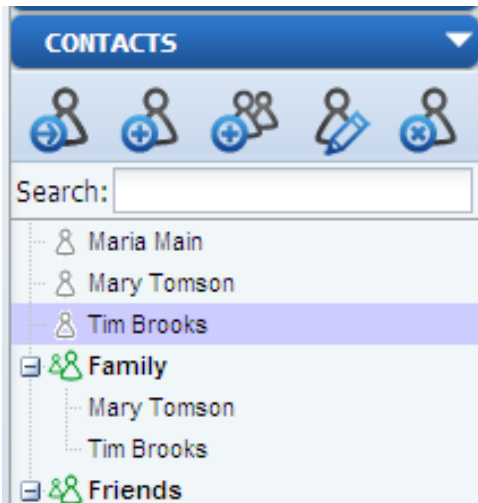 CONTACTS
Search:
Maria Main
Mary Tomson
Tim Brooks
Family
Mary Tomson
Tim Brooks
Friends